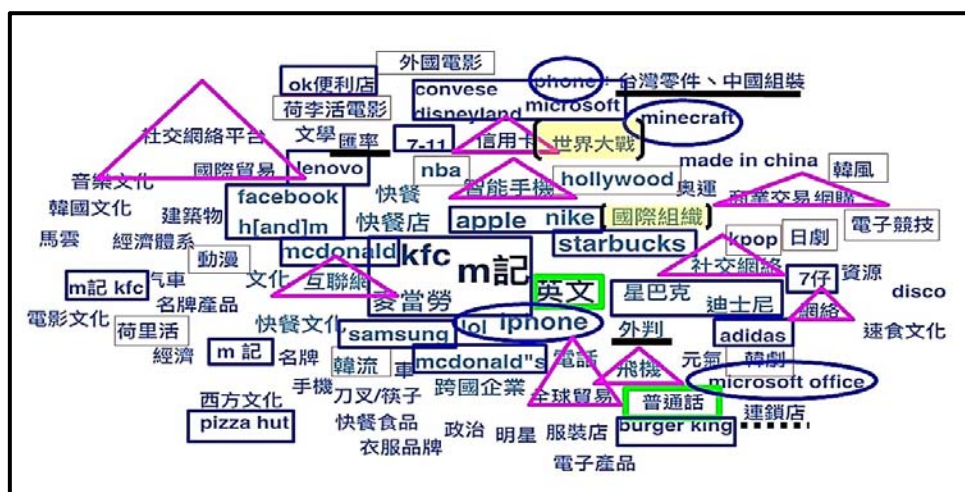 外國電影
ok便利店
convese
phone：台灣零件、中國組裝
荷李活電影
disneyland
microsoft
minecraft
社交網絡平台
文學
匯率
7-11
信用卡
世界大戰
國際貿易
lenovo
nba
hollywood
made in china
韓風
音樂文化
facebook
快餐
智能手機
奧運
商業交易網購
韓國文化
建築物
h[and]m
快餐店
apple
nike
國際組織
電子競技
馬雲
經濟體系
mcdonald
kfc
m記
starbucks
kpop
日劇
動漫
社交網絡
m記 kfc
汽車
文化
互聯網
英文
星巴克
7仔
資源
名牌產品
麥當勞
迪士尼
網絡
disco
電影文化
荷里活
快餐文化
samsung
lol
iphone
外判
adidas
速食文化
經濟
m 記
名牌
韓流
車
mcdonald"s
電話
飛機
元氣
韓劇
手機
刀叉/筷子
跨國企業
全球貿易
普通話
microsoft office
西方文化
連鎖店
pizza hut
快餐食品
政治
明星
服裝店
burger king
衣服品牌
電子產品